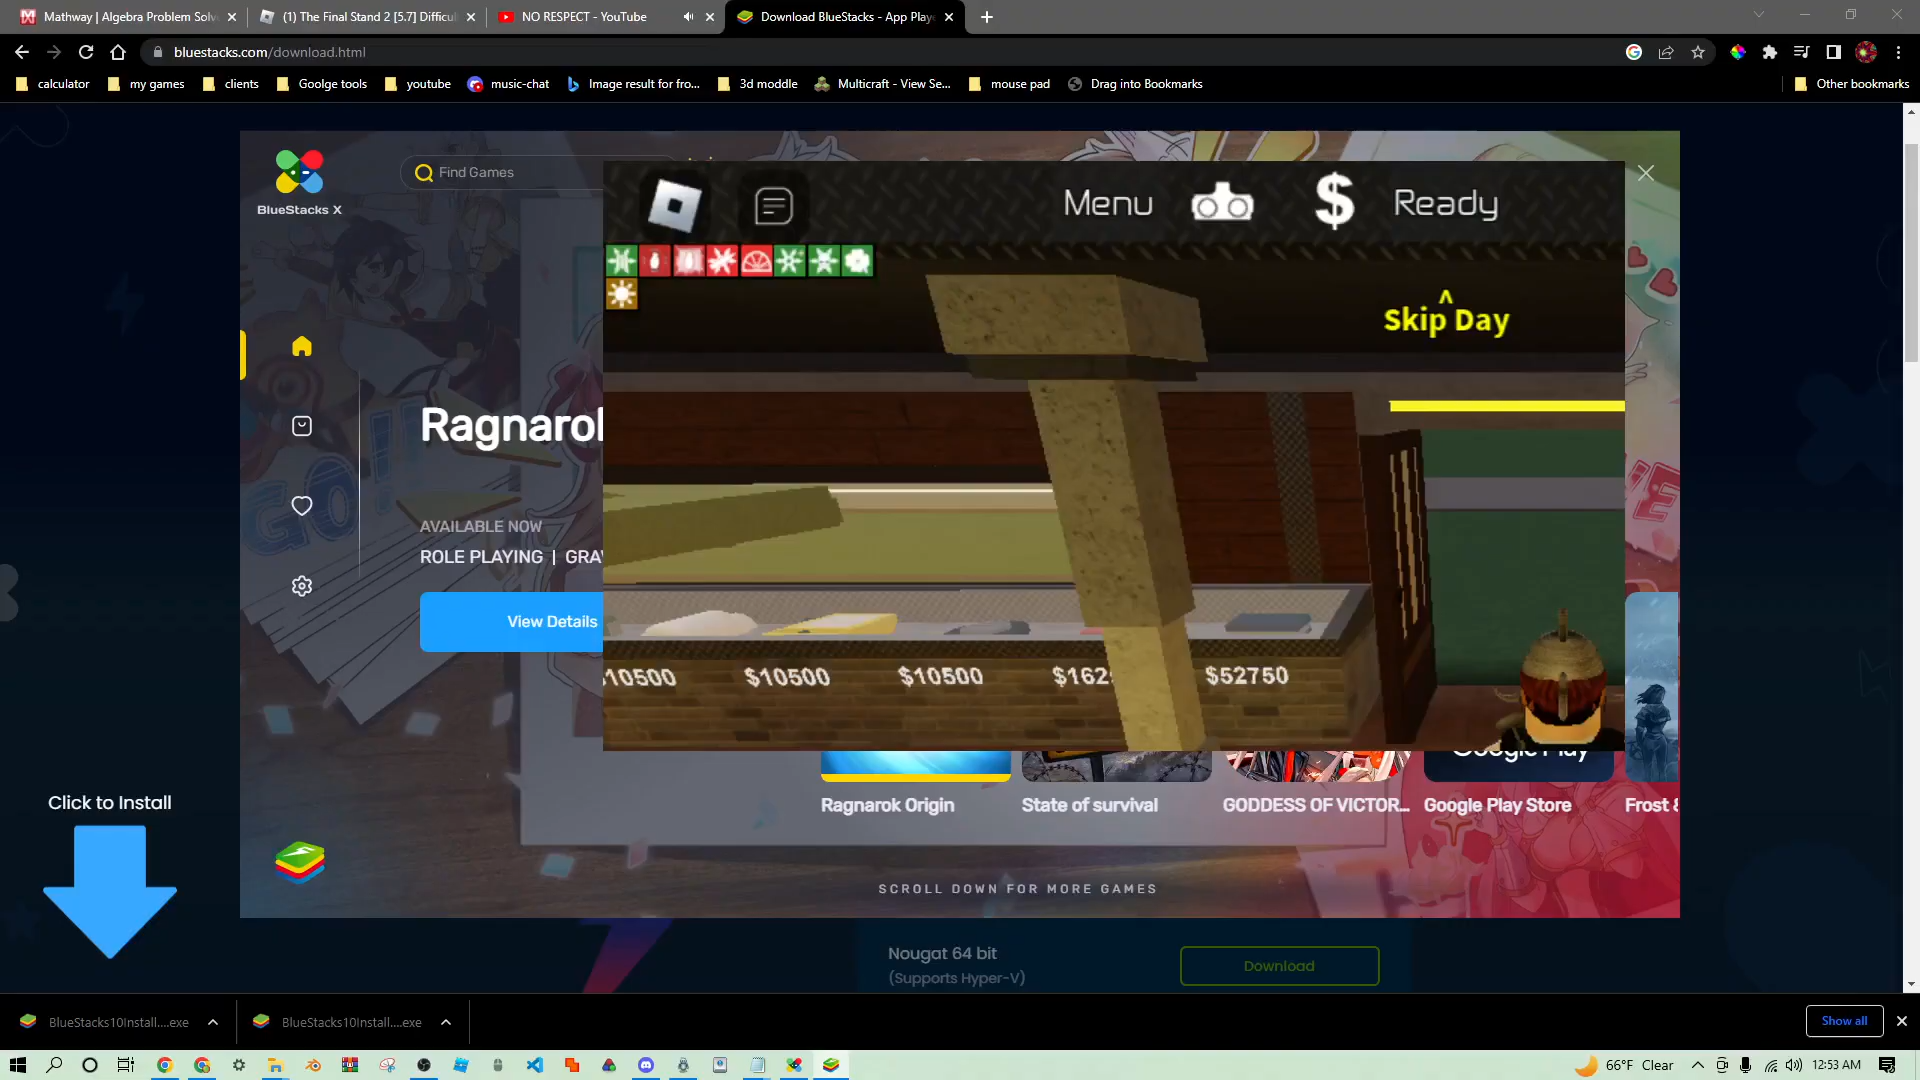 Mathway | Algebra Problem Solv
(1) The Final Stand 2 [5.7] Difficul
NO RESPECT - YouTube
Download BlueStacks - App Playe
bluestacks.com/download.html
calculator
my games
clients
Goolge tools
youtube
music-chat
Image result for fro...
3d moddle
Multicraft - View Se...
mouse pad
Drag into Bookmarks
Other bookmarks
BlueStacks X
Find Games
Menu
$
Ready
Skip Day
Ragnarok
AVAILABLE NOW
ROLE PLAYING | GRAV
View Details
$10500
$10500
$10500
$162
$52750
Google Play
Ragnarok Origin
State of survival
GODDESS OF VICTOR...
Google Play Store
Frost &
Click to Install
SCROLL DOWN FOR MORE GAMES
Nougat 64 bit
(Supports Hyper-V)
Download
BlueStacks10Install....exe
BlueStacks10Install....exe
Show all
66°F Clear
12:53 AM